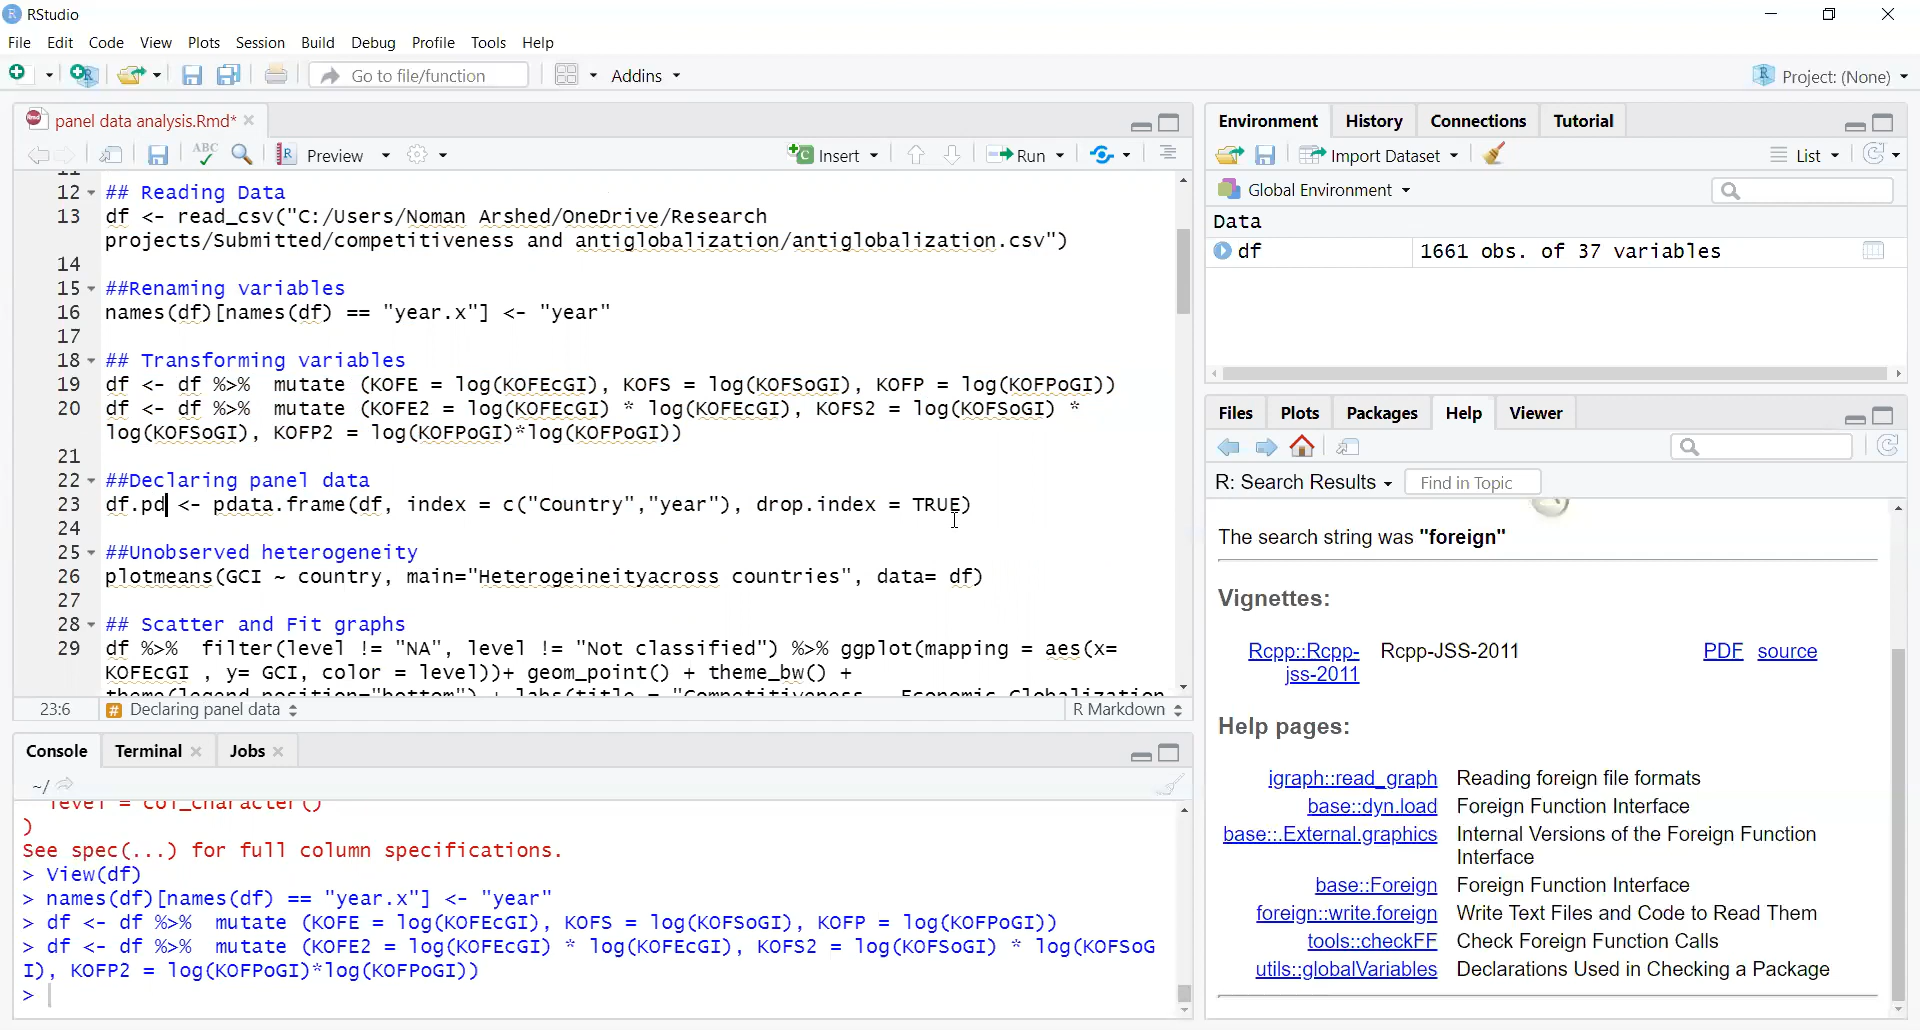 RStudio
File Edit Code View Plots Session Build Debug Profile Tools Help
Go to file/function Addins Project: (None)
panel data analysis.Rmd*
ABC Preview Insert Run
11
12 ## Reading Data
13 df <- read_csv("C:/Users/Noman Arshed/OneDrive/Research
projects/Submitted/competitiveness and antiglobalization/antiglobalization.csv")
14
15 ##Renaming variables
16 names(df)[names(df) == "year.x"] <- "year"
17
18 ## Transforming variables
19 df <- df %>% mutate (KOFE = log(KOFEcGI), KOFS = log(KOFSoGI), KOFP = log(KOFPoGI))
20 df <- df %>% mutate (KOFE2 = log(KOFEcGI) * log(KOFEcGI), KOFS2 = log(KOFSoGI) *
log(KOFSoGI), KOFP2 = log(KOFPoGI)*log(KOFPoGI))
21
22 ##Declaring panel data
23 df.pd <- pdata.frame(df, index = c("Country","year"), drop.index = TRUE)
24
25 ##Unobserved heterogeneity
26 plotmeans(GCI ~ country, main="Heterogeineityacross countries", data= df)
27
28 ## Scatter and Fit graphs
29 df %>% filter(level != "NA", level != "Not classified") %>% ggplot(mapping = aes(x=
KOFEcGI , y= GCI, color = level))+ geom_point() + theme_bw() +
theme(legend.position="bottom") + labs(title = "Competitiveness - Economic Globalization
23:6 # Declaring panel data R Markdown
Console Terminal Jobs
~/
level = col_character()
)
See spec(...) for full column specifications.
> View(df)
> names(df)[names(df) == "year.x"] <- "year"
> df <- df %>% mutate (KOFE = log(KOFEcGI), KOFS = log(KOFSoGI), KOFP = log(KOFPoGI))
> df <- df %>% mutate (KOFE2 = log(KOFEcGI) * log(KOFEcGI), KOFS2 = log(KOFSoGI) * log(KOFSoG
I), KOFP2 = log(KOFPoGI)*log(KOFPoGI))
>
Environment History Connections Tutorial
Import Dataset List
Global Environment
Data
df 1661 obs. of 37 variables
Files Plots Packages Help Viewer
R: Search Results Find in Topic
The search string was "foreign"
Vignettes:
Rcpp::Rcpp- Rcpp-JSS-2011 PDF source
jss-2011
Help pages:
igraph::read_graph Reading foreign file formats
base::dyn.load Foreign Function Interface
base::.External.graphics Internal Versions of the Foreign Function
Interface
base::Foreign Foreign Function Interface
foreign::write.foreign Write Text Files and Code to Read Them
tools::checkFF Check Foreign Function Calls
utils::globalVariables Declarations Used in Checking a Package